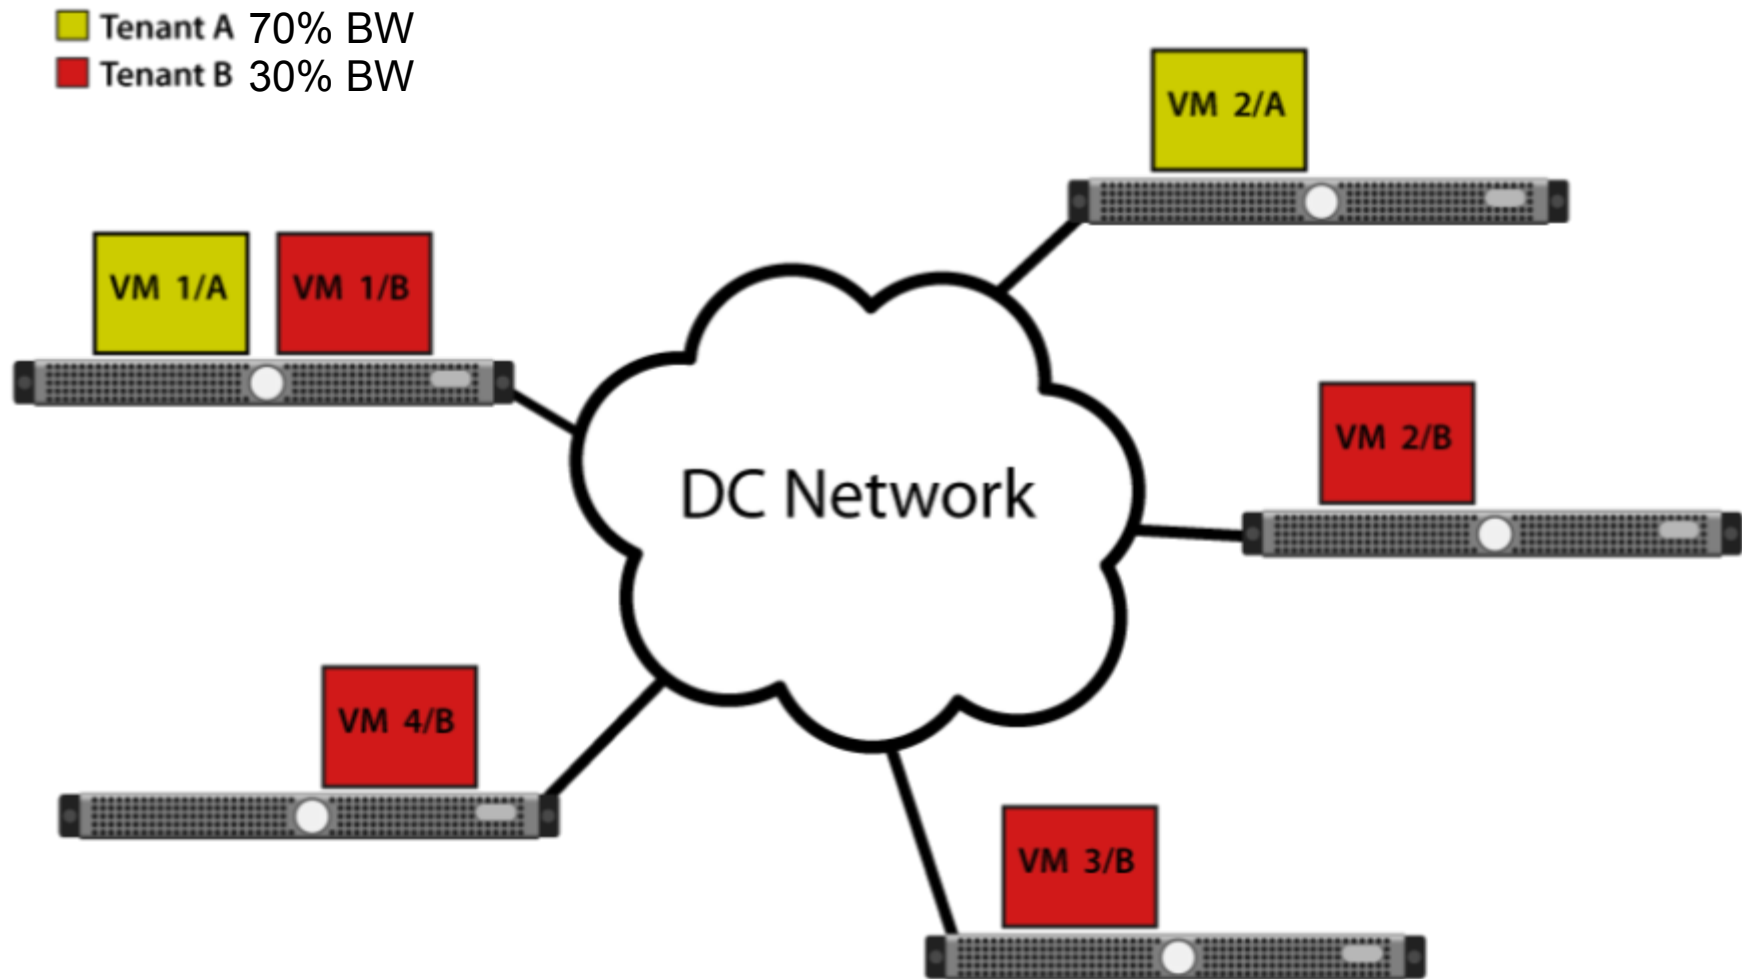 Tenant A 70% BW
Tenant B 30% BW
VM 2/A
VM 1/A
VM 1/B
VM 2/B
DC Network
VM 4/B
VM 3/B